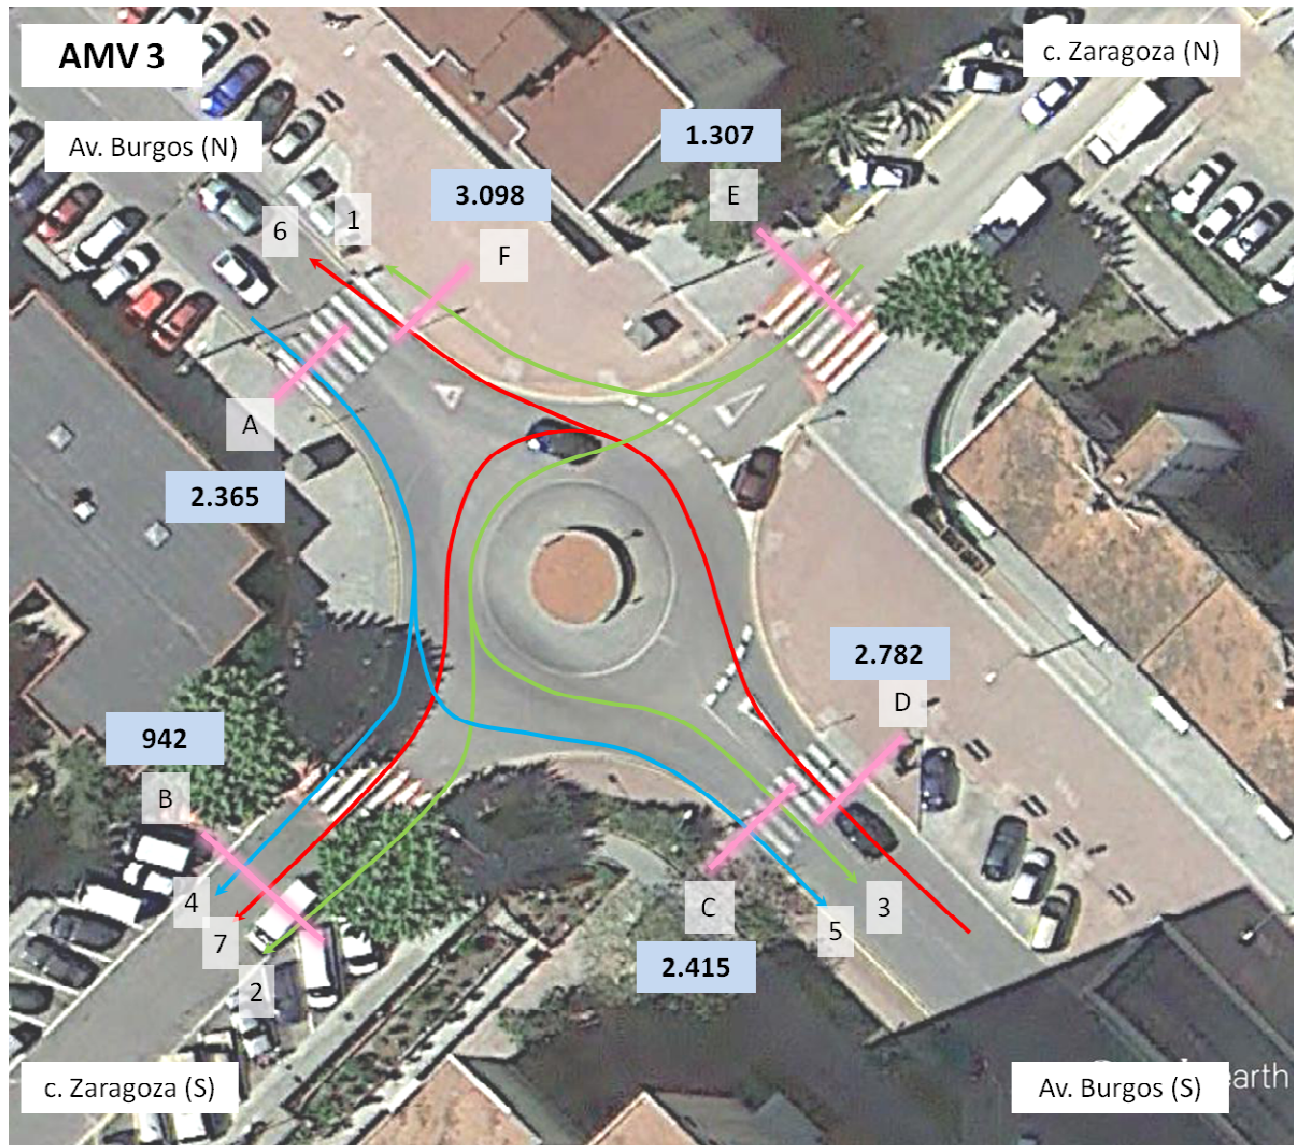 AMV 3
c. Zaragoza (N)
Av. Burgos (N)
1.307
E
3.098
F
6
1
A
2.365
2.782
D
942
B
4
7
2
C
3
5
2.415
c. Zaragoza (S)
Av. Burgos (S)
earth